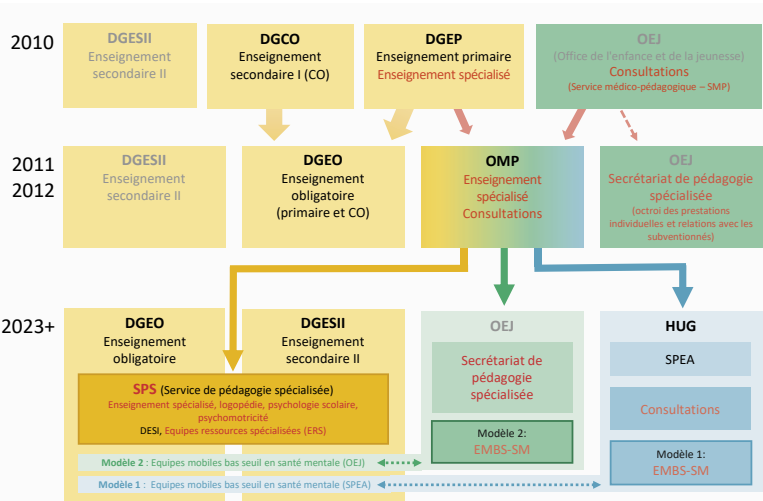 2010
DGESII
Enseignement
secondaire II
DGCO
Enseignement
secondaire I (CO)
DGEP
Enseignement primaire
Enseignement spécialisé
OEJ
(Office de l'enfance et de la jeunesse)
Consultations
(Service médico-pédagogique – SMP)
2011
2012
DGESII
Enseignement
secondaire II
DGEO
Enseignement
obligatoire
(primaire et CO)
OMP
Enseignement
spécialisé
Consultations
OEJ
Secrétariat de pédagogie
spécialisée
(octroi des prestations
individuelles et relations avec les
subventionnés)
2023+
DGEO
Enseignement
obligatoire
DGESII
Enseignement
secondaire II
SPS (Service de pédagogie spécialisée)
Enseignement spécialisé, logopédie, psychologie scolaire,
psychomotricité
DESI, Equipes ressources spécialisées (ERS)
OEJ
Secrétariat de
pédagogie
spécialisée
Modèle 2:
EMBS-SM
HUG
SPEA
Consultations
Modèle 1:
EMBS-SM
Modèle 2 : Equipes mobiles bas seuil en santé mentale (OEJ)
Modèle 1 : Equipes mobiles bas seuil en santé mentale (SPEA)